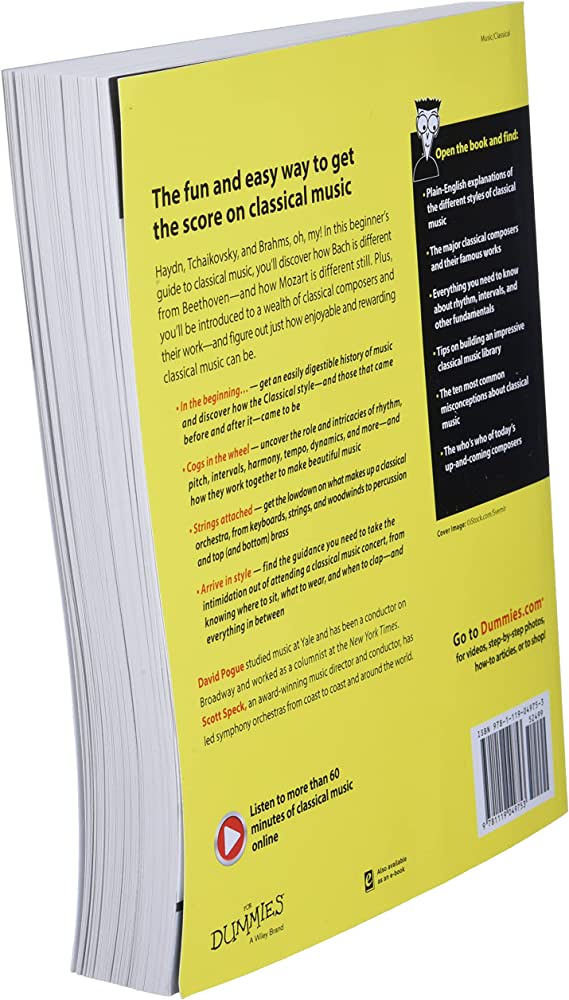 Music/Classical
The fun and easy way to get
the score on classical music
Haydn, Tchaikovsky, and Brahms, oh, my! In this beginner's
guide to classical music, you'll discover how Bach is different
from Beethoven—and how Mozart is different still. Plus,
you'll be introduced to a wealth of classical composers and
their work—and figure out just how enjoyable and rewarding
classical music can be.
• In the beginning... — get an easily digestible history of music
and discover how the Classical style—and those that came
before and after it—came to be
• Cogs in the wheel — uncover the role and intricacies of rhythm,
pitch, intervals, harmony, tempo, dynamics, and more—and
how they work together to make beautiful music
• Strings attached — get the lowdown on what makes up a classical
orchestra, from keyboards, strings, and woodwinds to percussion
and top (and bottom) brass
• Arrive in style — find the guidance you need to take the
intimidation out of attending a classical music concert, from
knowing where to sit, what to wear, and when to clap—and
everything in between
David Pogue studied music at Yale and has been a conductor on
Broadway and worked as a columnist at the New York Times.
Scott Speck, an award-winning music director and conductor, has
led symphony orchestras from coast to coast and around the world.
Listen to more than 60
minutes of classical music
online
FOR
DUMMIES
A Wiley Brand
e
Also available
as an e-book
Open the book and find:
• Plain-English explanations of
the different styles of classical
music
• The major classical composers
and their famous works
• Everything you need to know
about rhythm, intervals, and
other fundamentals
• Tips on building an impressive
classical music library
• The ten most common
misconceptions about classical
music
• The who's who of today's
up-and-coming composers
Cover Image: ©iStock.com/Svernir
Go to Dummies.com®
for videos, step-by-step photos,
how-to articles, or to shop!
ISBN 978-1-119-04975-3
52499
9 781119 049753